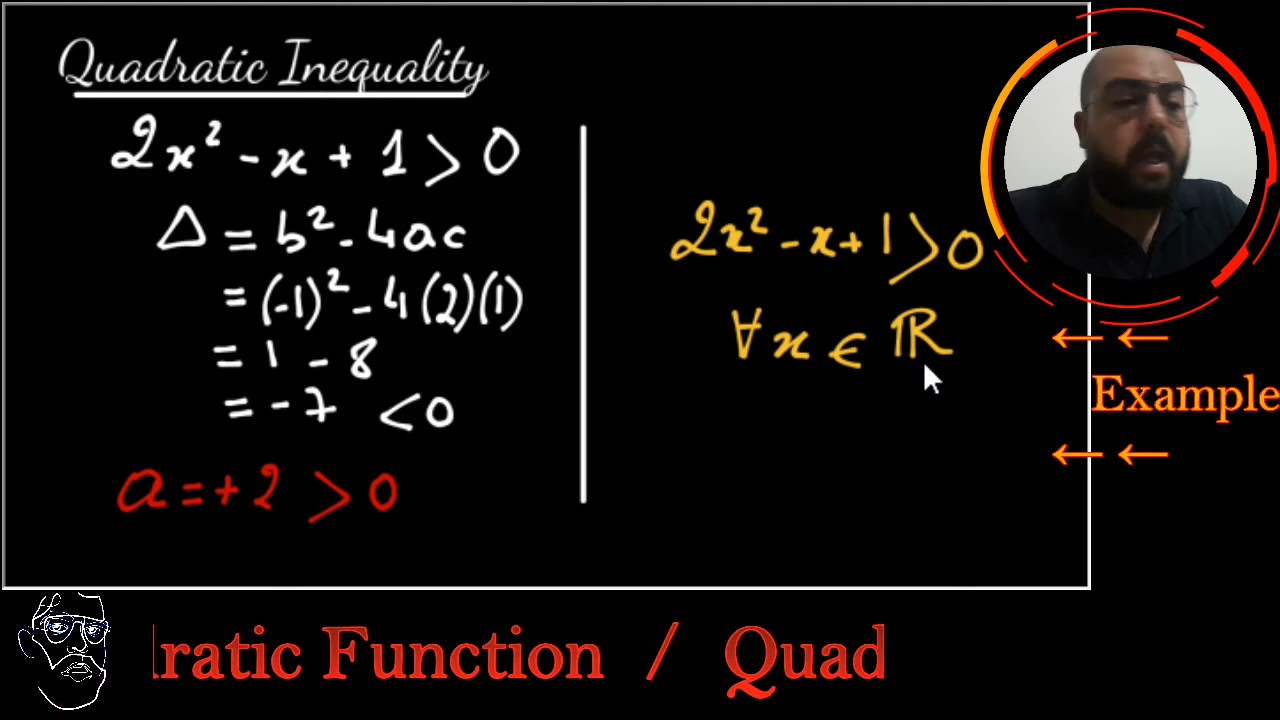 Quadratic Inequality
2x² - x + 1 > 0
Δ = b² - 4ac
= (-1)² - 4(2)(1)
= 1 - 8
= -7 < 0
a = +2 > 0
2x² - x + 1 > 0
∀x ∈ ℝ
← ←
Example
← ←
ratic Function / Quad